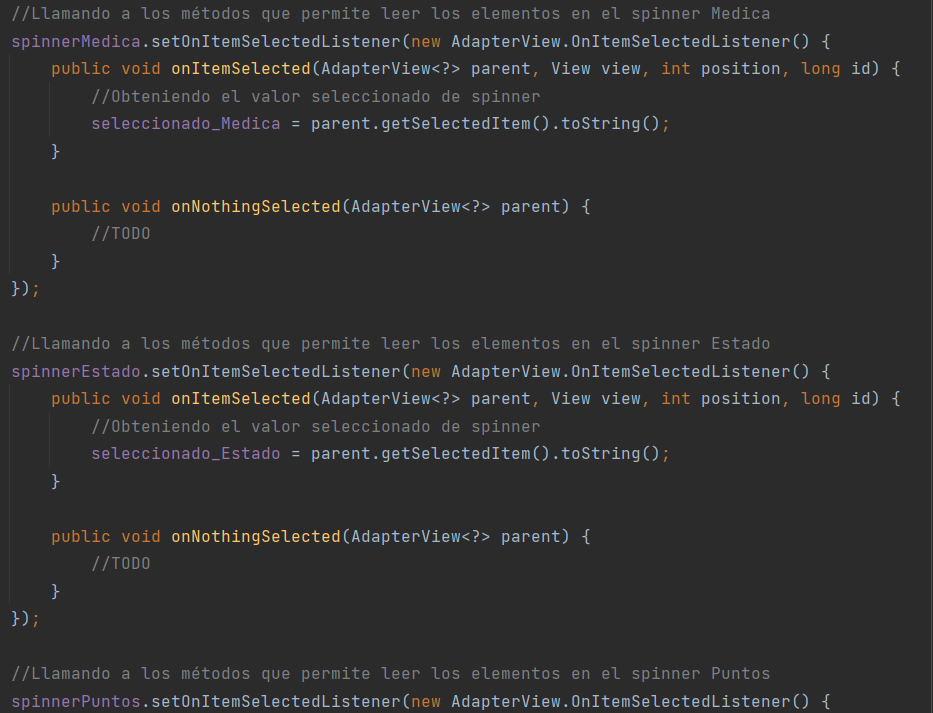 //Llamando a los métodos que permite leer los elementos en el spinner Medica
spinnerMedica.setOnItemSelectedListener(new AdapterView.OnItemSelectedListener() {
    public void onItemSelected(AdapterView<?> parent, View view, int position, long id) {
        //Obteniendo el valor seleccionado de spinner
        seleccionado_Medica = parent.getSelectedItem().toString();
    }

    public void onNothingSelected(AdapterView<?> parent) {
        //TODO
    }
});

//Llamando a los métodos que permite leer los elementos en el spinner Estado
spinnerEstado.setOnItemSelectedListener(new AdapterView.OnItemSelectedListener() {
    public void onItemSelected(AdapterView<?> parent, View view, int position, long id) {
        //Obteniendo el valor seleccionado de spinner
        seleccionado_Estado = parent.getSelectedItem().toString();
    }

    public void onNothingSelected(AdapterView<?> parent) {
        //TODO
    }
});

//Llamando a los métodos que permite leer los elementos en el spinner Puntos
spinnerPuntos.setOnItemSelectedListener(new AdapterView.OnItemSelectedListener() {